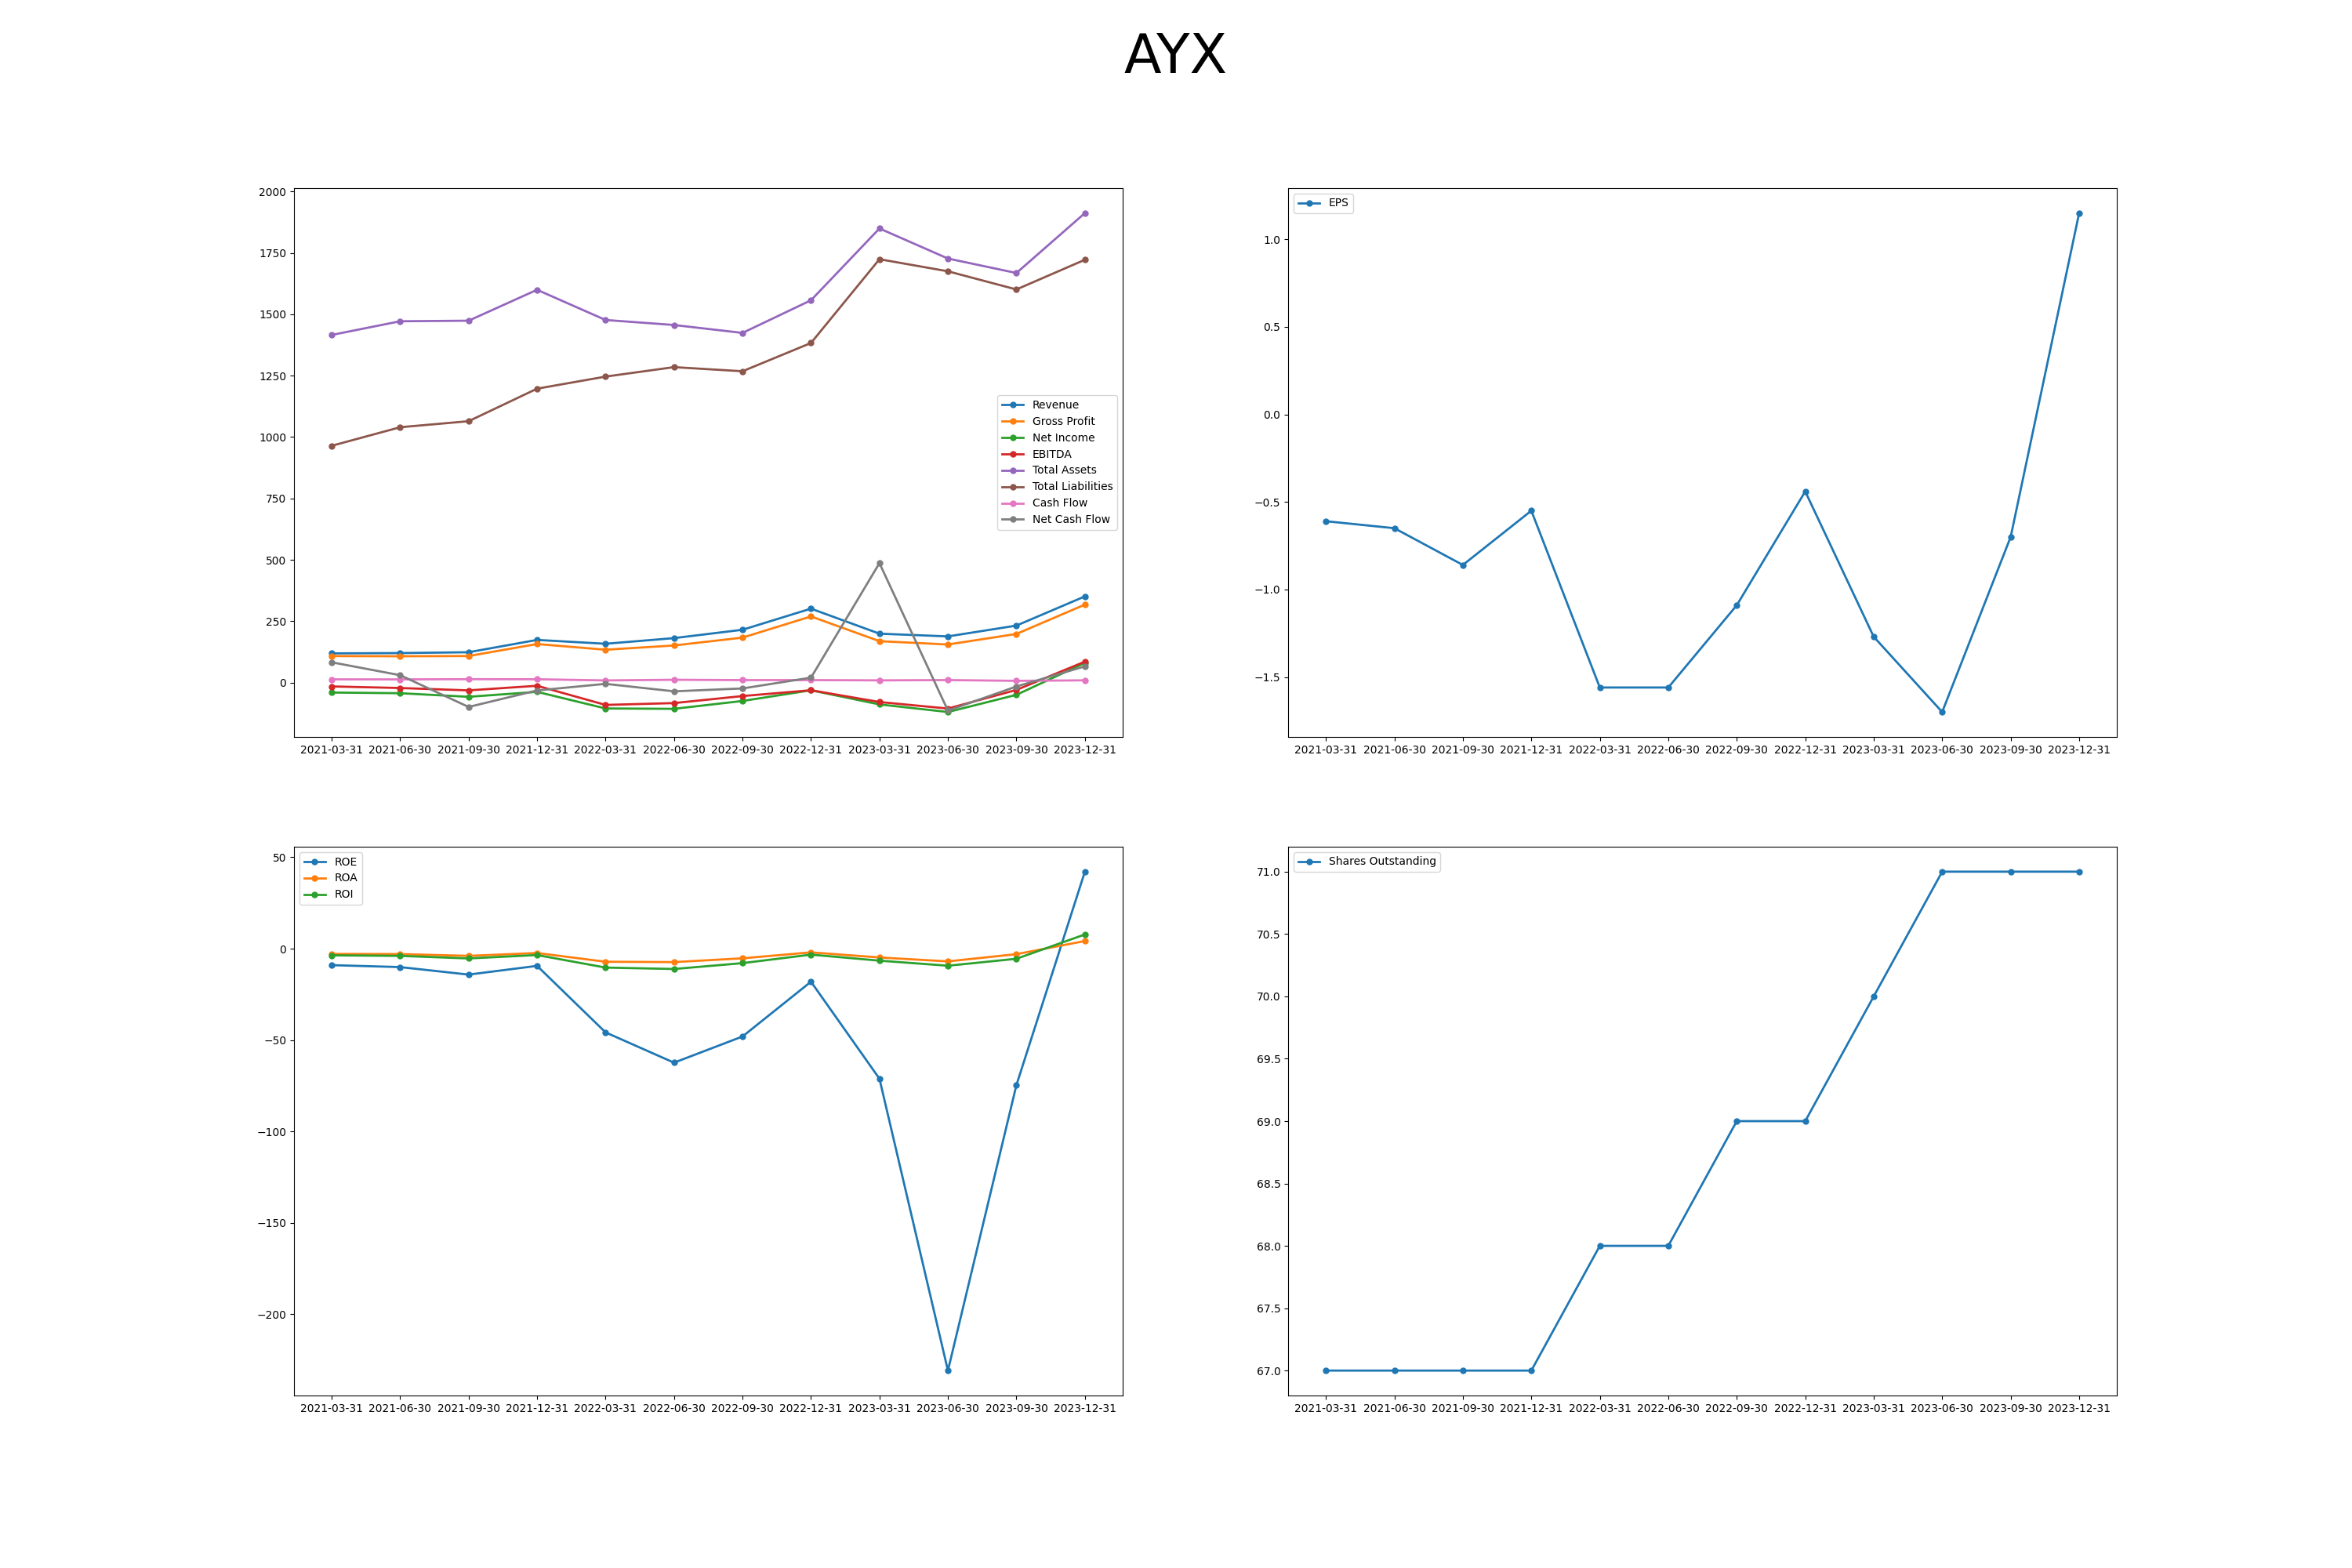 AYX
2000
1750
1500
1250
1000
750
500
250
0
Revenue
Gross Profit
Net Income
EBITDA
Total Assets
Total Liabilities
Cash Flow
Net Cash Flow
2021-03-31 2021-06-30 2021-09-30 2021-12-31 2022-03-31 2022-06-30 2022-09-30 2022-12-31 2023-03-31 2023-06-30 2023-09-30 2023-12-31
EPS
1.0
0.5
0.0
−0.5
−1.0
−1.5
2021-03-31 2021-06-30 2021-09-30 2021-12-31 2022-03-31 2022-06-30 2022-09-30 2022-12-31 2023-03-31 2023-06-30 2023-09-30 2023-12-31
ROE
ROA
ROI
50
0
−50
−100
−150
−200
2021-03-31 2021-06-30 2021-09-30 2021-12-31 2022-03-31 2022-06-30 2022-09-30 2022-12-31 2023-03-31 2023-06-30 2023-09-30 2023-12-31
Shares Outstanding
71.0
70.5
70.0
69.5
69.0
68.5
68.0
67.5
67.0
2021-03-31 2021-06-30 2021-09-30 2021-12-31 2022-03-31 2022-06-30 2022-09-30 2022-12-31 2023-03-31 2023-06-30 2023-09-30 2023-12-31